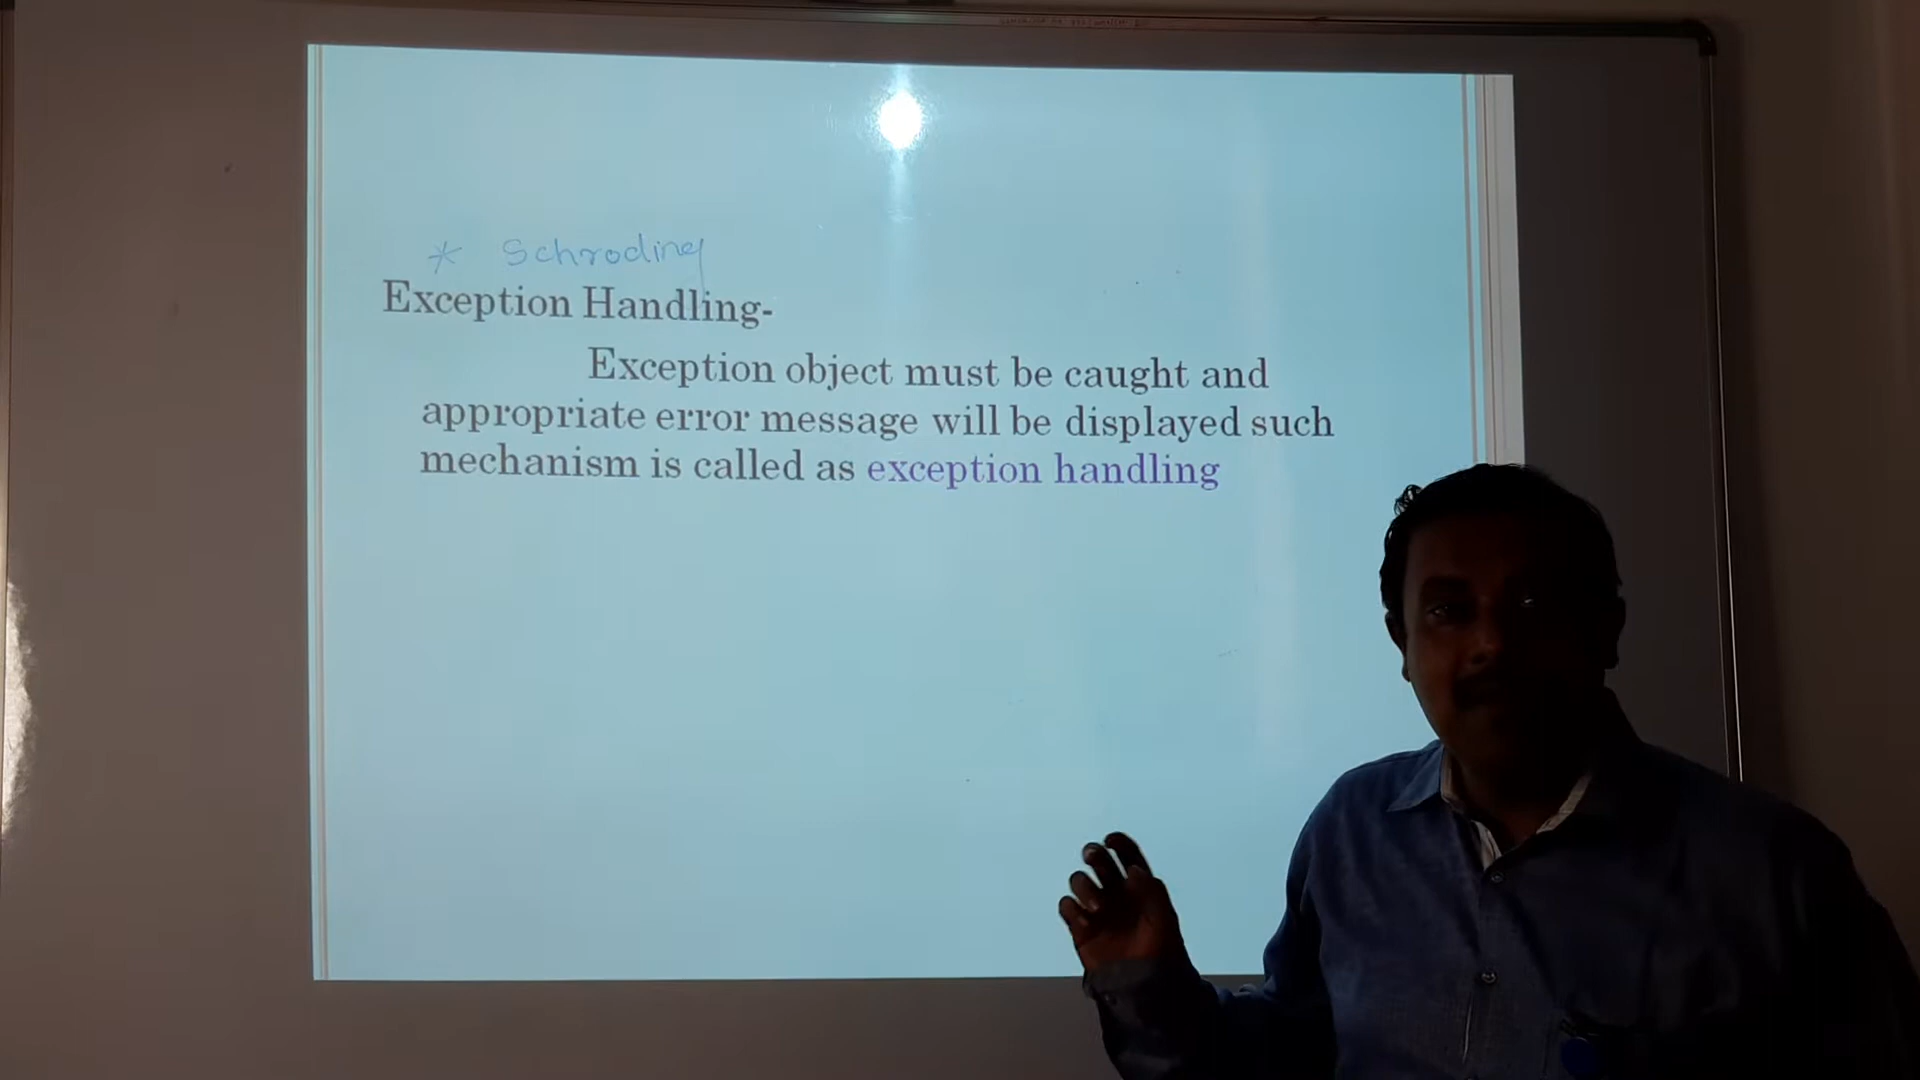 * Schroding
Exception Handling-
Exception object must be caught and
appropriate error message will be displayed such
mechanism is called as exception handling